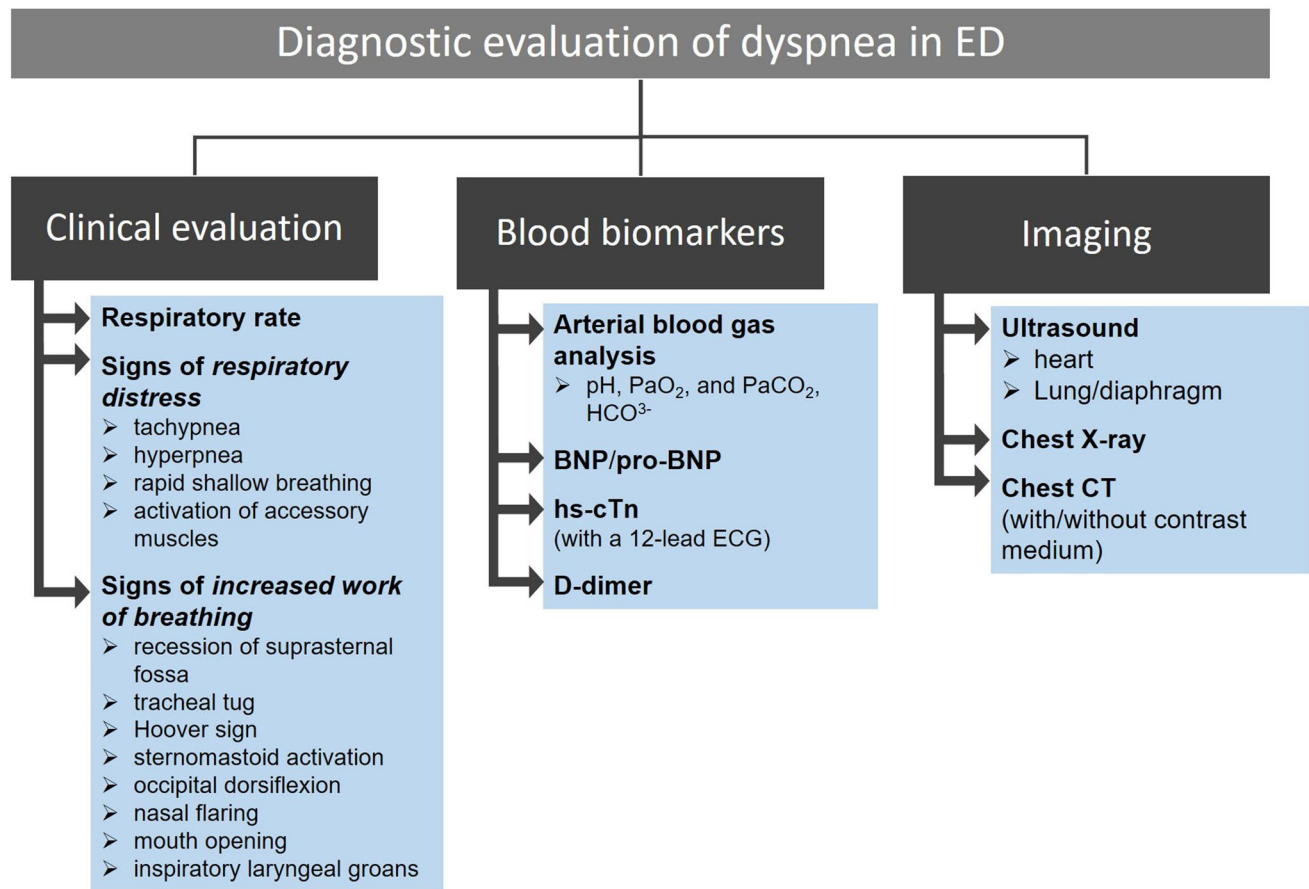 Diagnostic evaluation of dyspnea in ED
Clinical evaluation
Respiratory rate
Signs of respiratory
distress
➢ tachypnea
➢ hyperpnea
➢ rapid shallow breathing
➢ activation of accessory
muscles
Signs of increased work
of breathing
➢ recession of suprasternal
fossa
➢ tracheal tug
➢ Hoover sign
➢ sternomastoid activation
➢ occipital dorsiflexion
➢ nasal flaring
➢ mouth opening
➢ inspiratory laryngeal groans
Blood biomarkers
Arterial blood gas
analysis
➢ pH, PaO₂, and PaCO₂,
HCO³⁻
BNP/pro-BNP
hs-cTn
(with a 12-lead ECG)
D-dimer
Imaging
Ultrasound
➢ heart
➢ Lung/diaphragm
Chest X-ray
Chest CT
(with/without contrast
medium)